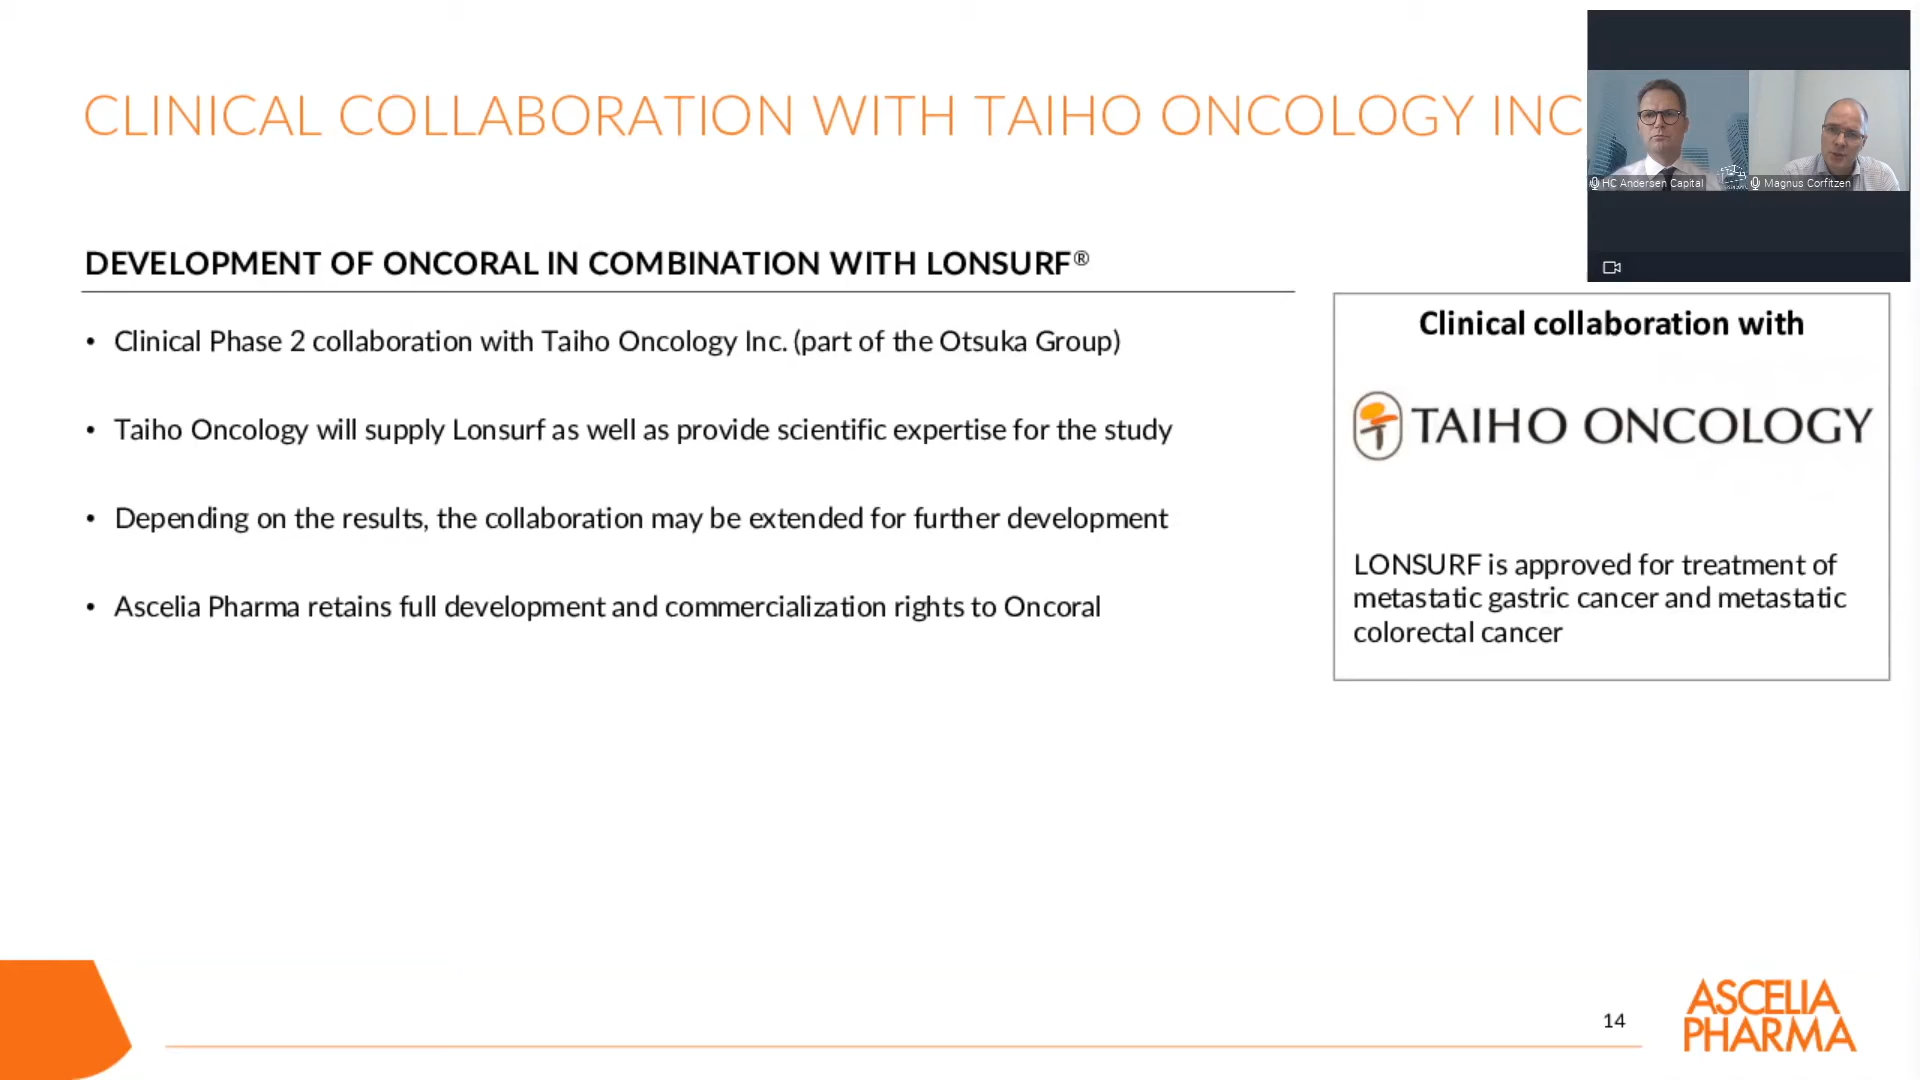 CLINICAL COLLABORATION WITH TAIHO ONCOLOGY INC
HC Andersen Capital
Magnus Corfitzen
DEVELOPMENT OF ONCORAL IN COMBINATION WITH LONSURF®
• Clinical Phase 2 collaboration with Taiho Oncology Inc. (part of the Otsuka Group)
• Taiho Oncology will supply Lonsurf as well as provide scientific expertise for the study
• Depending on the results, the collaboration may be extended for further development
• Ascelia Pharma retains full development and commercialization rights to Oncoral
Clinical collaboration with
TAIHO ONCOLOGY
LONSURF is approved for treatment of
metastatic gastric cancer and metastatic
colorectal cancer
14
ASCELIA
PHARMA